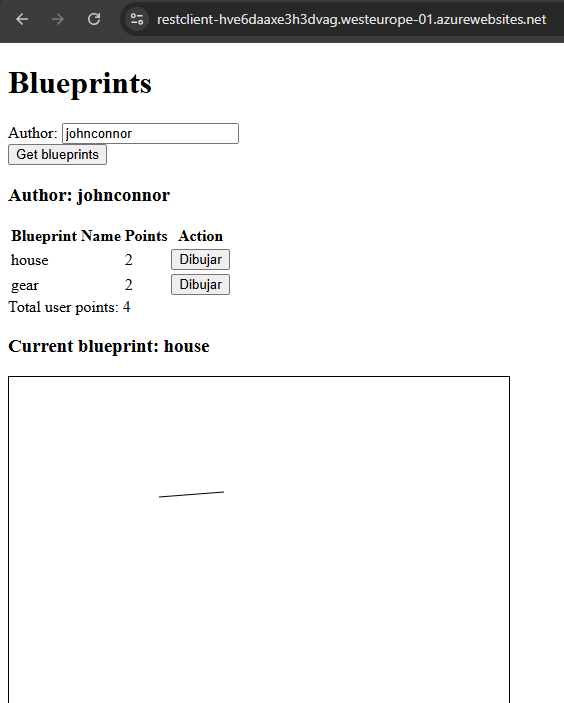 restclient-hve6daaxe3h3dvag.westeurope-01.azurewebsites.net
Blueprints
Author: johnconnor
Get blueprints
Author: johnconnor
Blueprint Name Points Action
house 2 Dibujar
gear 2 Dibujar
Total user points: 4
Current blueprint: house